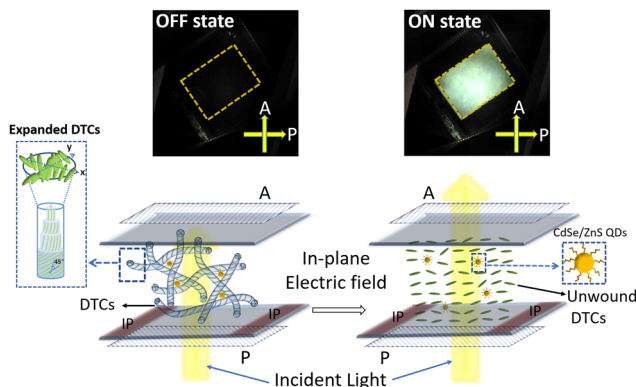 OFF state
ON state
A
P
A
P
Expanded DTCs
y
x
45°
A
A
CdSe/ZnS QDs
In-plane
Electric field
DTCs
Unwound
DTCs
IP
IP
IP
IP
P
P
Incident Light